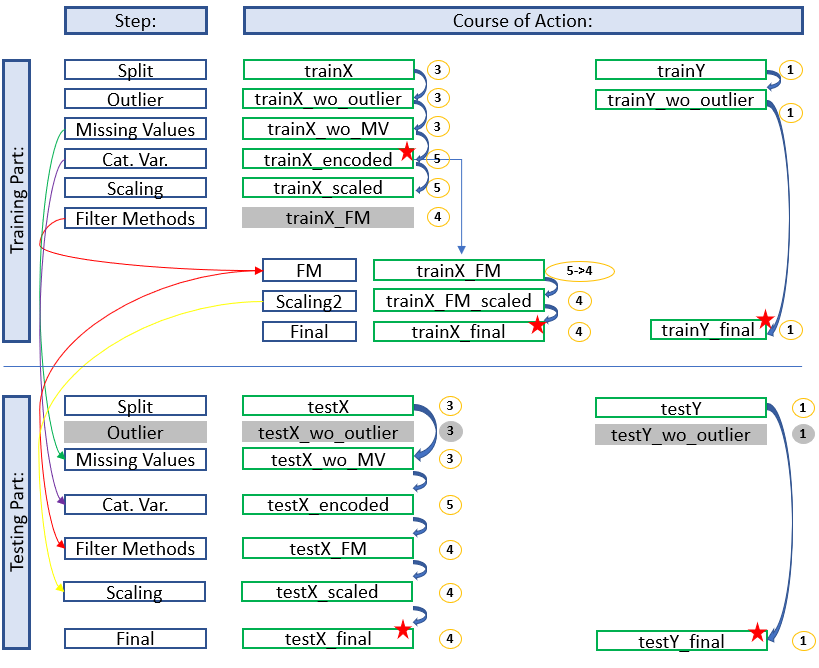 Step:
Course of Action:
Training Part:
Split
trainX
3
trainY
1
Outlier
trainX_wo_outlier
3
trainY_wo_outlier
1
Missing Values
trainX_wo_MV
3
Cat. Var.
trainX_encoded
5
Scaling
trainX_scaled
5
Filter Methods
trainX_FM
4
FM
trainX_FM
5->4
Scaling2
trainX_FM_scaled
4
Final
trainX_final
4
trainY_final
1
Testing Part:
Split
testX
3
testY
1
Outlier
testX_wo_outlier
3
testY_wo_outlier
1
Missing Values
testX_wo_MV
3
Cat. Var.
testX_encoded
5
Filter Methods
testX_FM
4
Scaling
testX_scaled
4
Final
testX_final
4
testY_final
1